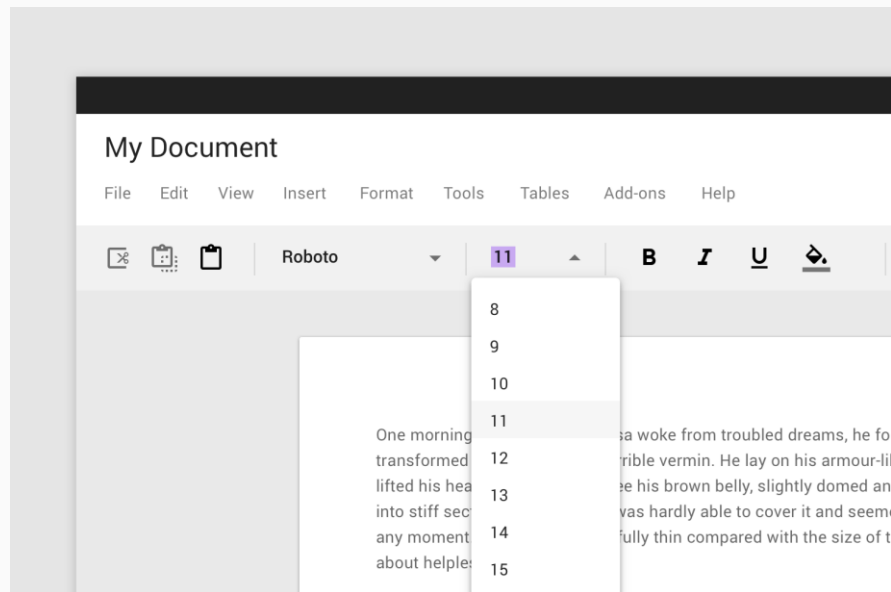 My Document
File Edit View Insert Format Tools Tables Add-ons Help
Roboto 11 B I U
8
9
10
11
12
13
14
15
One morning sa woke from troubled dreams, he fo
transformed rrible vermin. He lay on his armour-li
lifted his hea ee his brown belly, slightly domed an
into stiff sec was hardly able to cover it and seem
any moment fully thin compared with the size of t
about helples